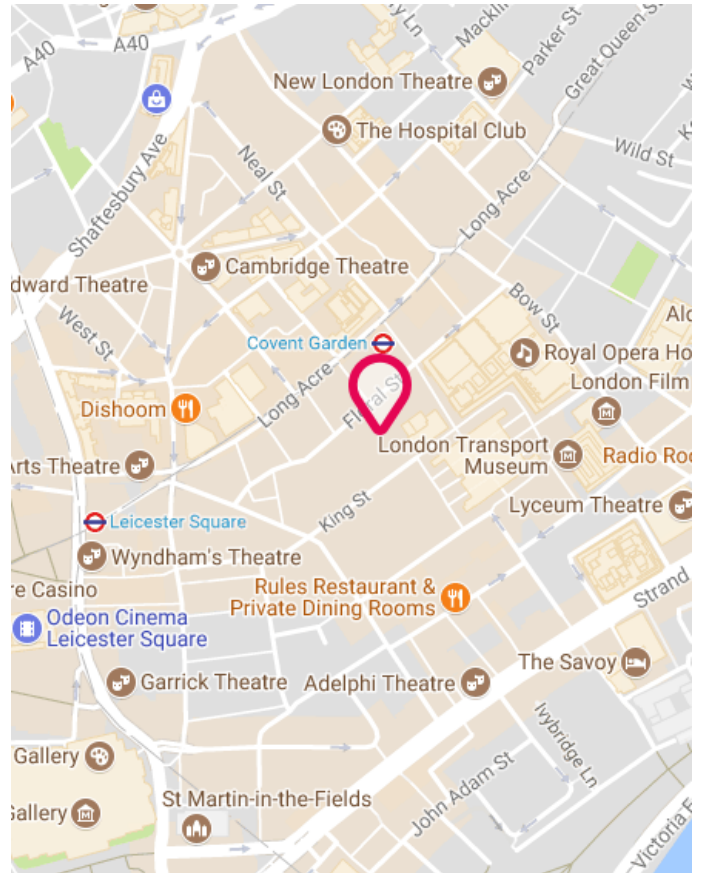 A40
A40
Mackli
Parker St
Great Queen S
New London Theatre
The Hospital Club
Wild St
Neal St
Shaftesbury Ave
Long Acre
Cambridge Theatre
dward Theatre
Bow St
West St
Covent Garden
Royal Opera Ho
London Film
Dishoom
Long Acre
Floral St
London Transport
Museum
Radio Roo
Arts Theatre
King St
Lyceum Theatre
Leicester Square
Wyndham's Theatre
re Casino
Rules Restaurant &
Private Dining Rooms
Strand
Odeon Cinema
Leicester Square
The Savoy
Garrick Theatre
Adelphi Theatre
Ivybridge Ln
Gallery
John Adam St
St Martin-in-the-Fields
Gallery
Victoria E